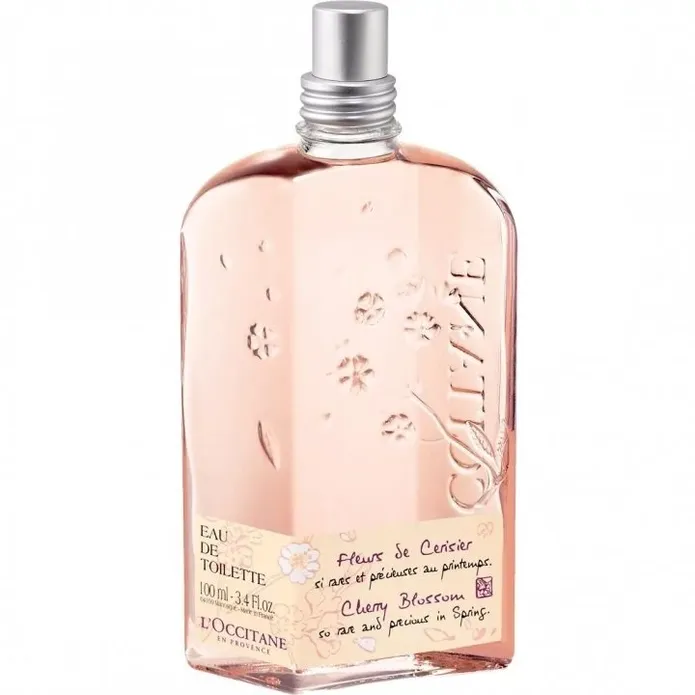 EAU
DE
TOILETTE
100 ml - 3.4 Fl.oz.
L'OCCITANE
EN PROVENCE
Fleurs de Cerisier
si rares et précieuses au printemps.
Cherry Blossom
so rare and precious in Spring.